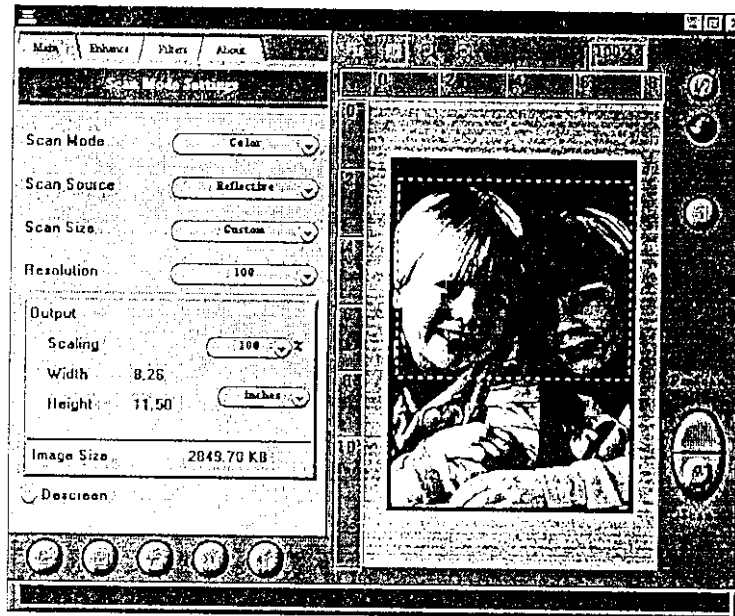 Main Enhance Filters About
100%
Scan Mode Color
Scan Source Reflective
Scan Size Custom
Resolution 100
Output
Scaling 100 %
Width 8.26
Height 11.50 Inches
Image Size 2849.70 KB
Descreen